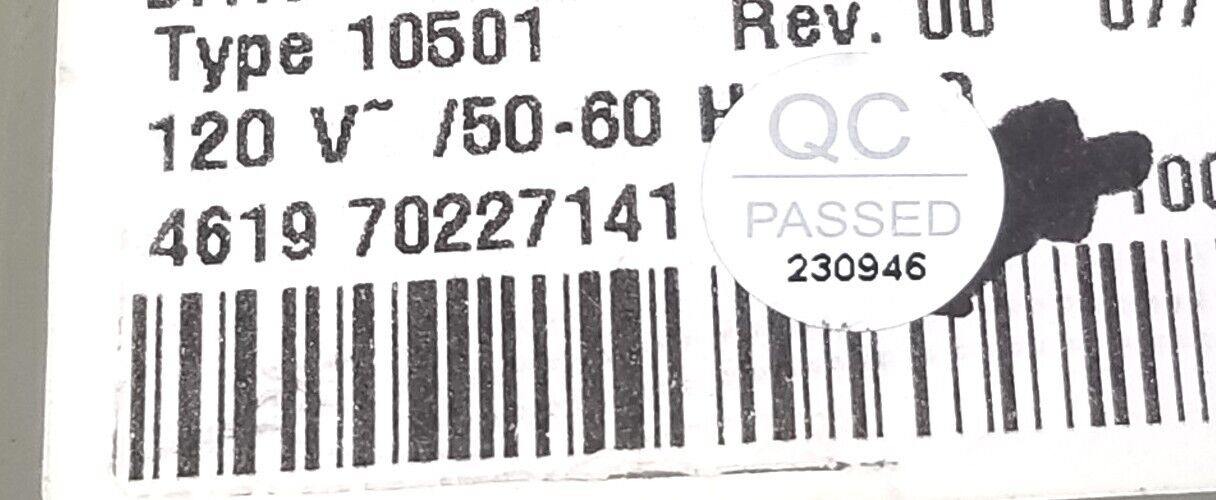 Type 10501 Rev. 00
120 V~ /50-60
4619 70227141
QC
PASSED
230946